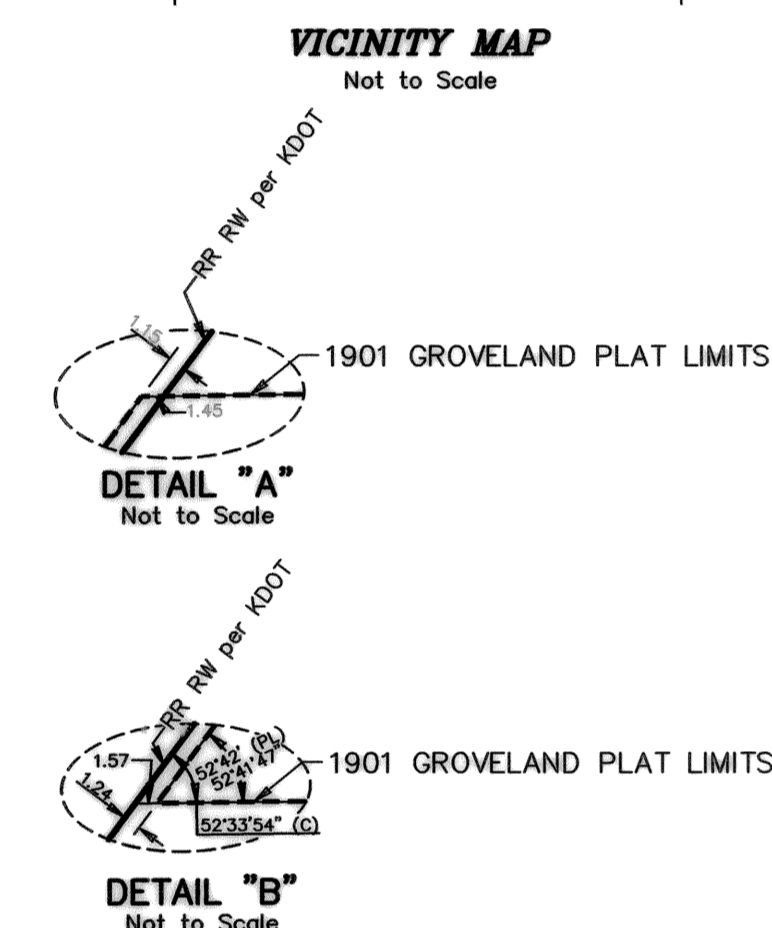 VICINITY MAP
Not to Scale
RR RW per KDOT
1.15
1901 GROVELAND PLAT LIMITS
1.45
DETAIL "A"
Not to Scale
RR RW per KDOT
1.57
52°42' (PL)
52°41'47"
1901 GROVELAND PLAT LIMITS
1.24
52°33'54" (C)
DETAIL "B"
Not to Scale